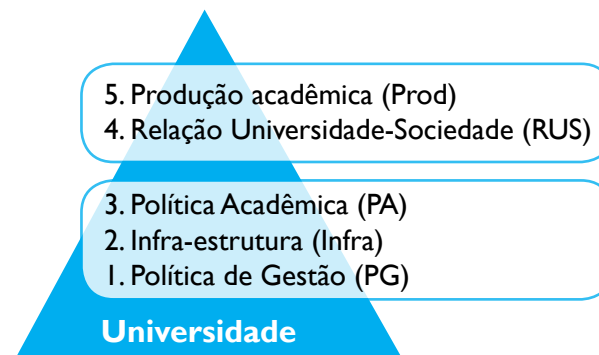 5. Produção acadêmica (Prod)
4. Relação Universidade-Sociedade (RUS)
3. Política Acadêmica (PA)
2. Infra-estrutura (Infra)
1. Política de Gestão (PG)
Universidade